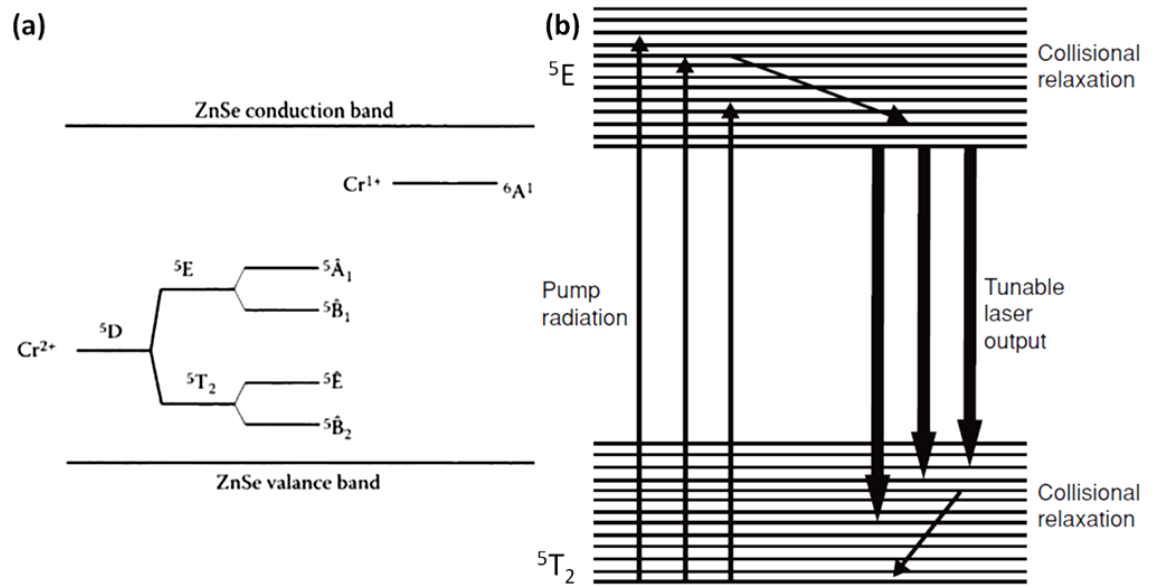 (a)
ZnSe conduction band
Cr¹⁺
⁶A¹
⁵E
⁵Â₁
⁵B̂₁
⁵D
Cr²⁺
⁵T₂
⁵Ê
⁵B̂₂
ZnSe valance band
(b)
⁵E
Collisional
relaxation
Pump
radiation
Tunable
laser
output
Collisional
relaxation
⁵T₂